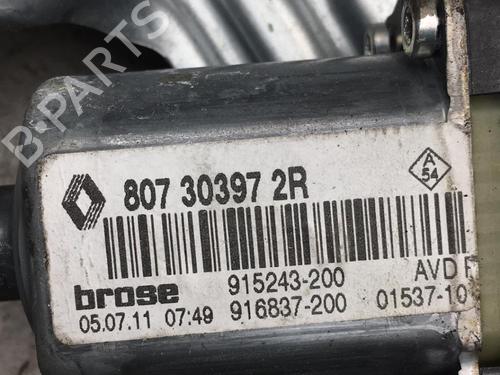 B-PARTS
807 30397 2R
A
54
915243-200
AVD
brose
05.07.11 07:49
916837-200
01537-10